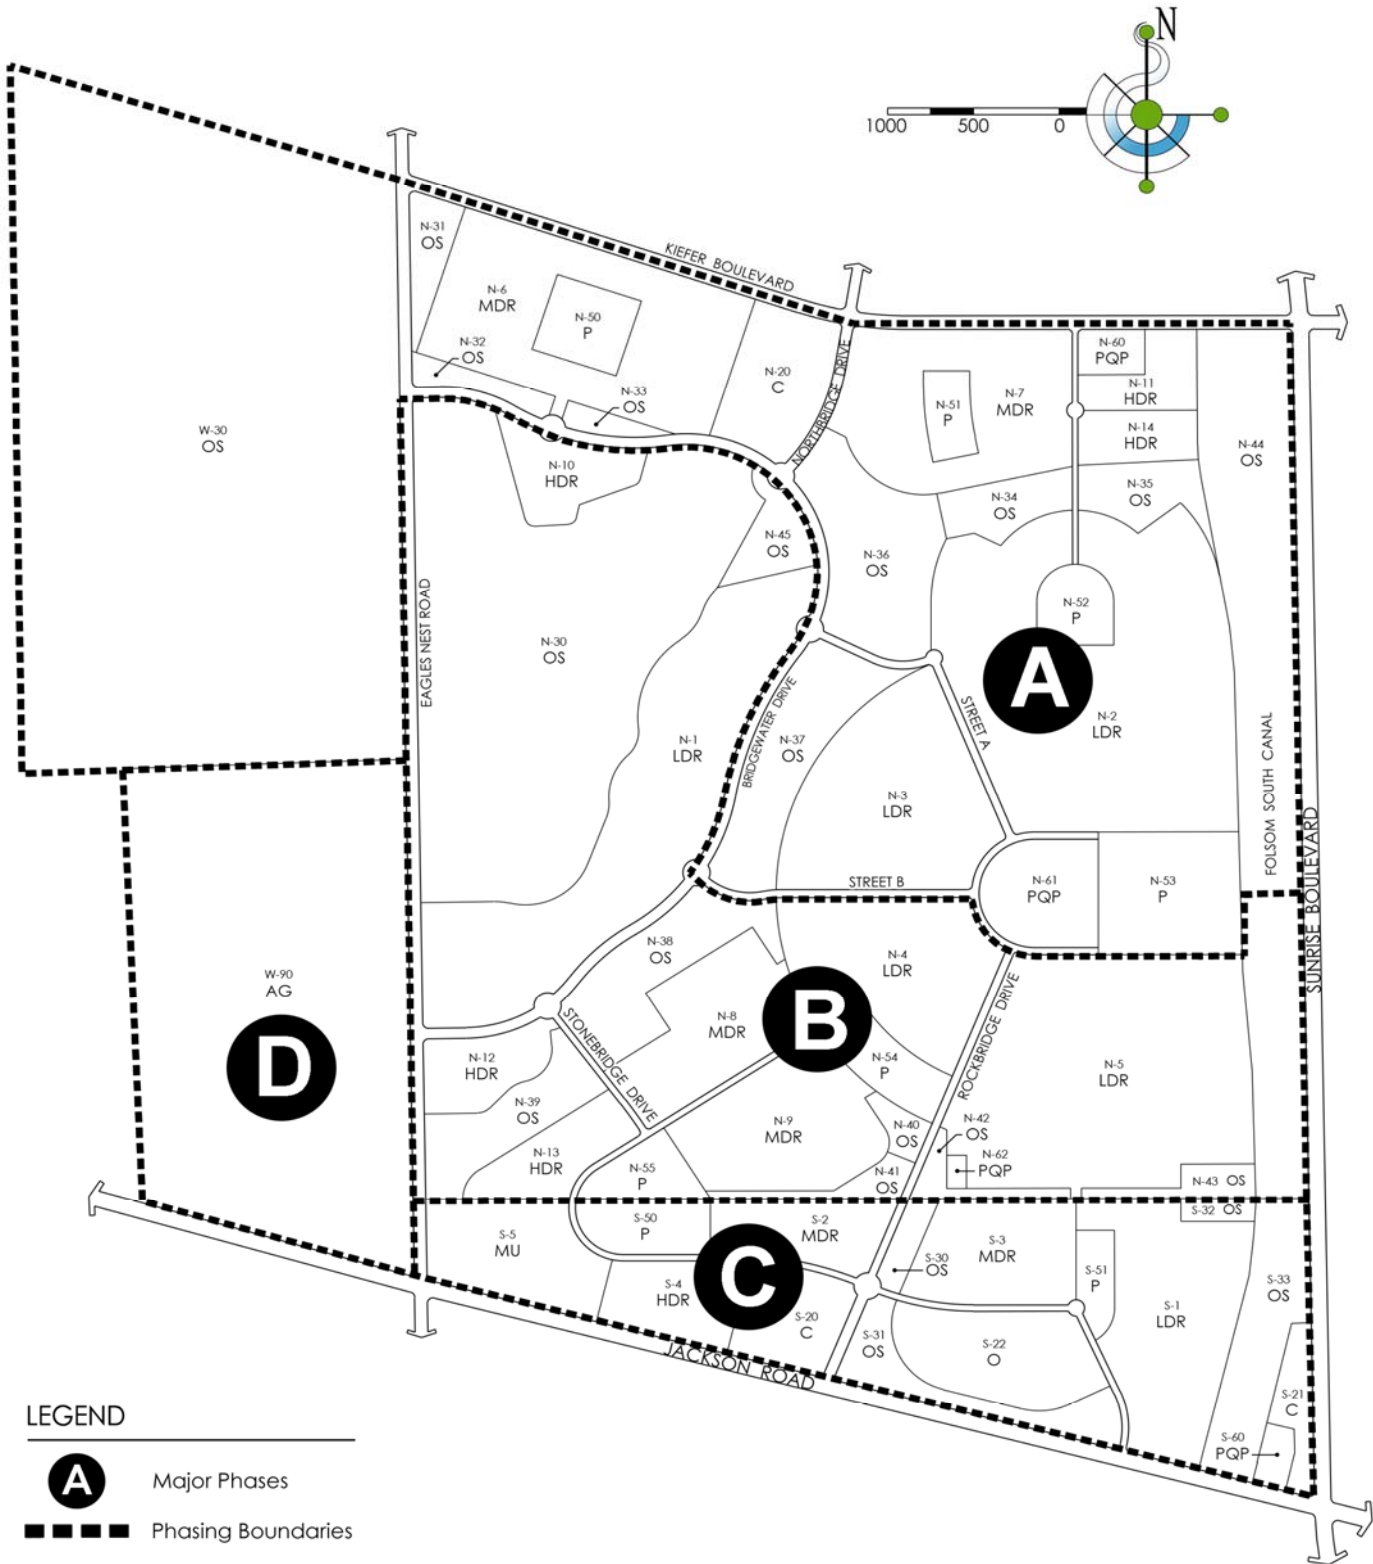 N
1000 500 0
N-31
OS
KIEFER BOULEVARD
N-6
MDR
N-50
P
N-32
OS
N-33
OS
N-20
C
NORTHBRIDGE DRIVE
N-60
PQP
N-11
HDR
N-7
MDR
N-51
P
N-14
HDR
N-44
OS
W-30
OS
N-10
HDR
N-34
OS
N-35
OS
N-45
OS
N-36
OS
EAGLES NEST ROAD
N-30
OS
N-52
P
A
N-2
LDR
STREET A
BRIDGEWATER DRIVE
N-37
OS
N-1
LDR
N-3
LDR
FOLSOM SOUTH CANAL
SUNRISE BOULEVARD
STREET B
N-61
PQP
N-53
P
N-38
OS
N-4
LDR
W-90
AG
D
N-8
MDR
B
STONEBRIDGE DRIVE
ROCKBRIDGE DRIVE
N-54
P
N-5
LDR
N-12
HDR
N-39
OS
N-9
MDR
N-40
OS
N-42
OS
N-13
HDR
N-55
P
N-41
OS
N-62
PQP
N-43 OS
S-32 OS
S-5
MU
S-50
P
S-2
MDR
S-3
MDR
S-30
OS
S-51
P
C
S-4
HDR
S-33
OS
S-1
LDR
S-20
C
S-31
OS
S-22
O
JACKSON ROAD
S-21
C
S-60
PQP
LEGEND
A Major Phases
Phasing Boundaries